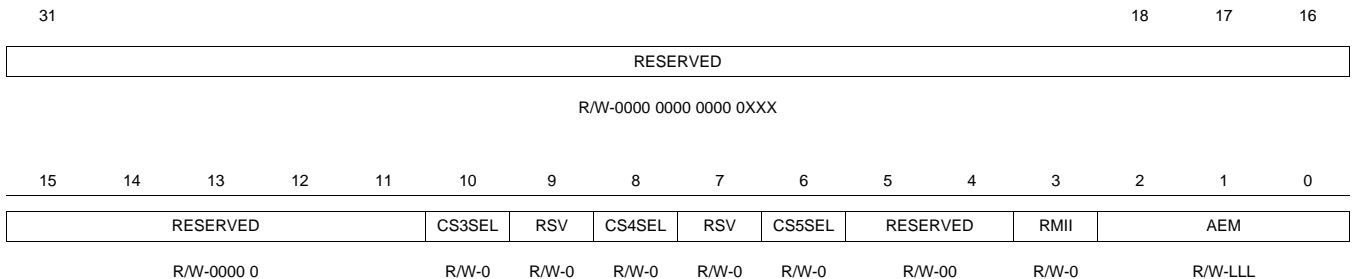 31 18 17 16
RESERVED
R/W-0000 0000 0000 0XXX
15 14 13 12 11 10 9 8 7 6 5 4 3 2 1 0
RESERVED CS3SEL RSV CS4SEL RSV CS5SEL RESERVED RMII AEM
R/W-0000 0 R/W-0 R/W-0 R/W-0 R/W-0 R/W-0 R/W-00 R/W-0 R/W-LLL